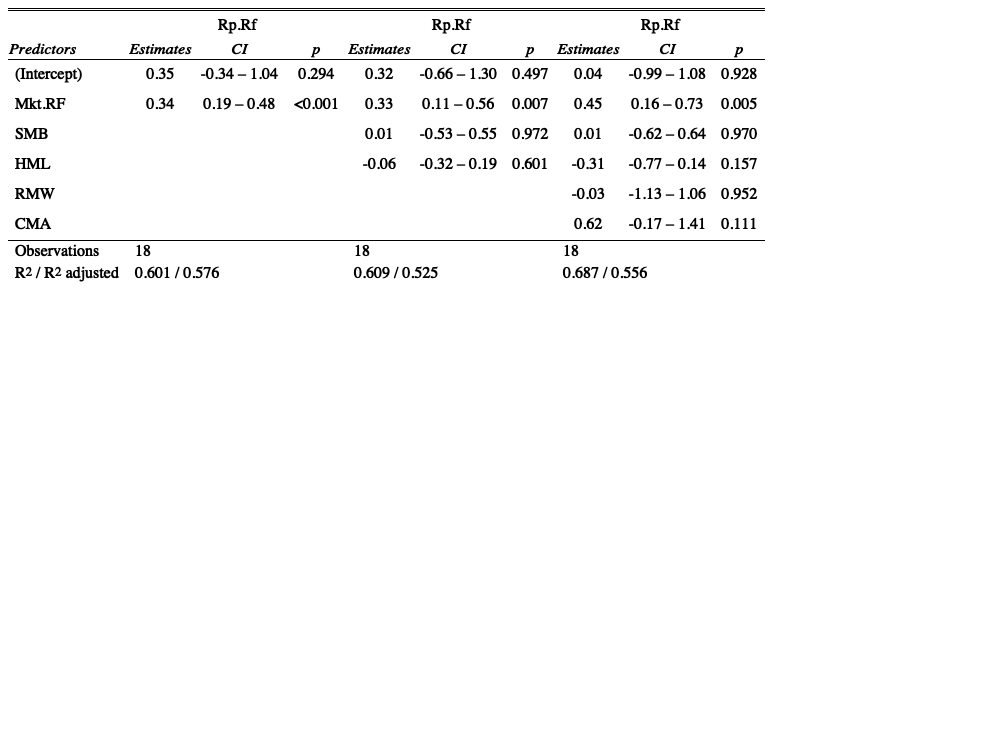 Rp.Rf Rp.Rf Rp.Rf
Predictors Estimates CI p Estimates CI p Estimates CI p
(Intercept) 0.35 -0.34 – 1.04 0.294 0.32 -0.66 – 1.30 0.497 0.04 -0.99 – 1.08 0.928
Mkt.RF 0.34 0.19 – 0.48 <0.001 0.33 0.11 – 0.56 0.007 0.45 0.16 – 0.73 0.005
SMB 0.01 -0.53 – 0.55 0.972 0.01 -0.62 – 0.64 0.970
HML -0.06 -0.32 – 0.19 0.601 -0.31 -0.77 – 0.14 0.157
RMW -0.03 -1.13 – 1.06 0.952
CMA 0.62 -0.17 – 1.41 0.111
Observations 18 18 18
R2 / R2 adjusted 0.601 / 0.576 0.609 / 0.525 0.687 / 0.556